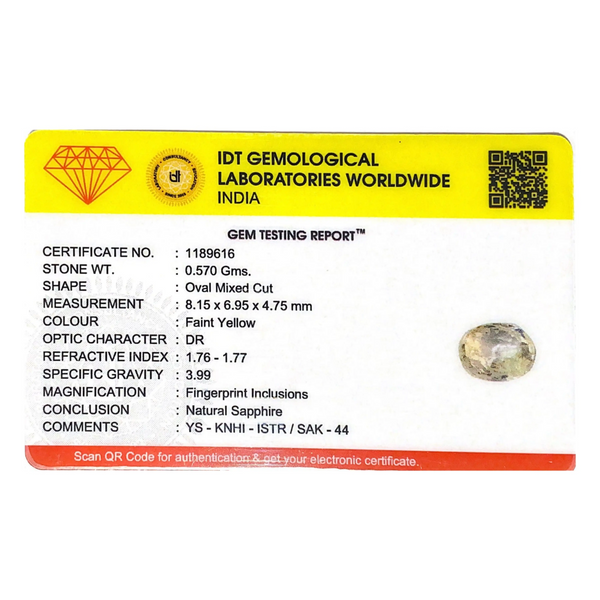 IDT GEMOLOGICAL
LABORATORIES WORLDWIDE
INDIA
GEM TESTING REPORT™
CERTIFICATE NO. : 1189616
STONE WT. : 0.570 Gms.
SHAPE : Oval Mixed Cut
MEASUREMENT : 8.15 x 6.95 x 4.75 mm
COLOUR : Faint Yellow
OPTIC CHARACTER : DR
REFRACTIVE INDEX : 1.76 - 1.77
SPECIFIC GRAVITY : 3.99
MAGNIFICATION : Fingerprint Inclusions
CONCLUSION : Natural Sapphire
COMMENTS : YS - KNHI - ISTR / SAK - 44
Scan QR Code for authentication & get your electronic certificate.